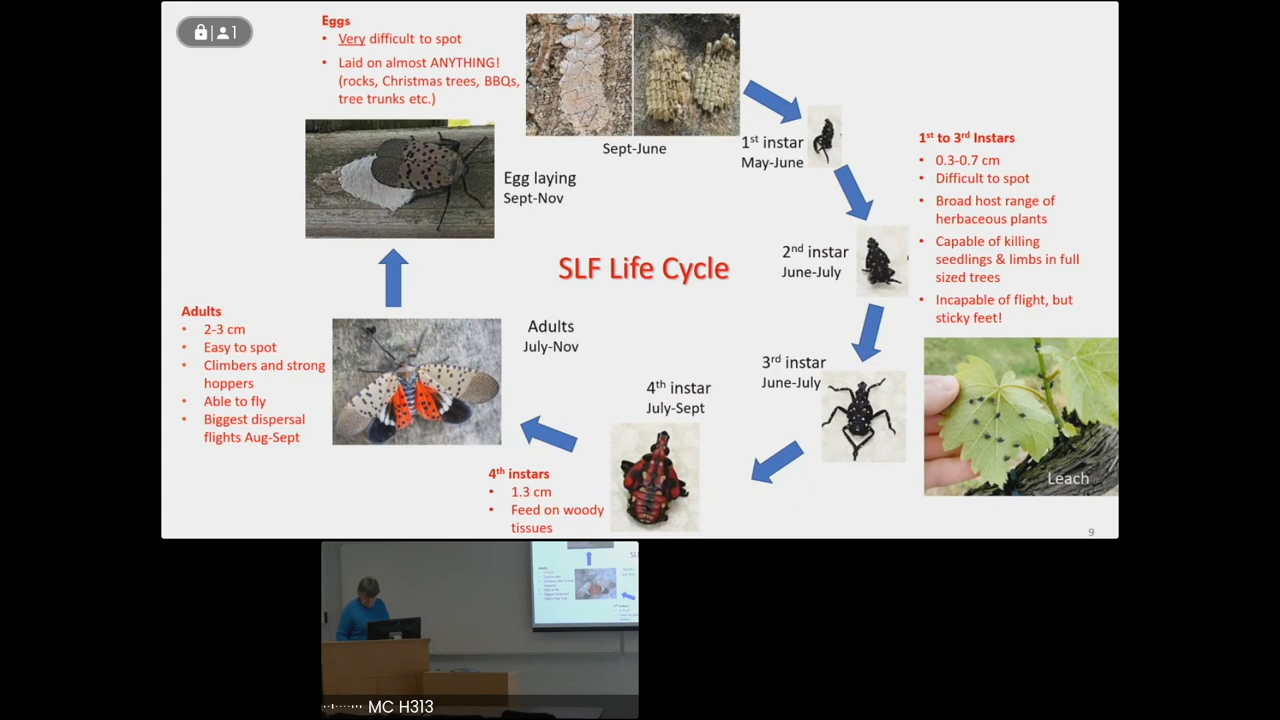 1
Eggs
• Very difficult to spot
• Laid on almost ANYTHING!
(rocks, Christmas trees, BBQs,
tree trunks etc.)
Sept-June
1st instar
May-June
1st to 3rd Instars
• 0.3-0.7 cm
• Difficult to spot
• Broad host range of
herbaceous plants
• Capable of killing
seedlings & limbs in full
sized trees
• Incapable of flight, but
sticky feet!
Egg laying
Sept-Nov
2nd instar
June-July
SLF Life Cycle
Adults
• 2-3 cm
• Easy to spot
• Climbers and strong
hoppers
• Able to fly
• Biggest dispersal
flights Aug-Sept
Adults
July-Nov
3rd instar
June-July
4th instar
July-Sept
4th instars
• 1.3 cm
• Feed on woody
tissues
Leach
9
MC H313